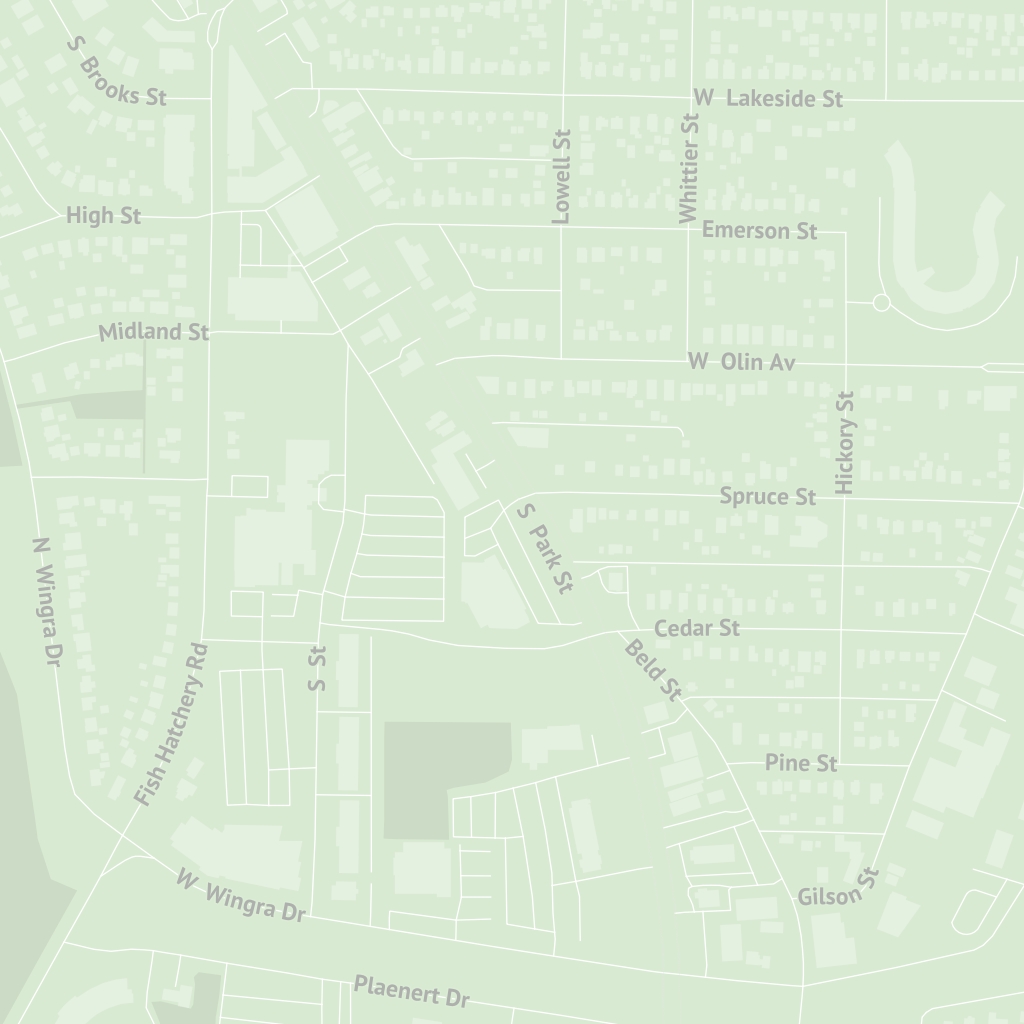 S Brooks St
W Lakeside St
Lowell St
Whittier St
High St
Emerson St
Midland St
W Olin Av
Hickory St
Spruce St
S Park St
N Wingra Dr
Cedar St
S St
Beld St
Fish Hatchery Rd
Pine St
W Wingra Dr
Gilson St
Plaenert Dr